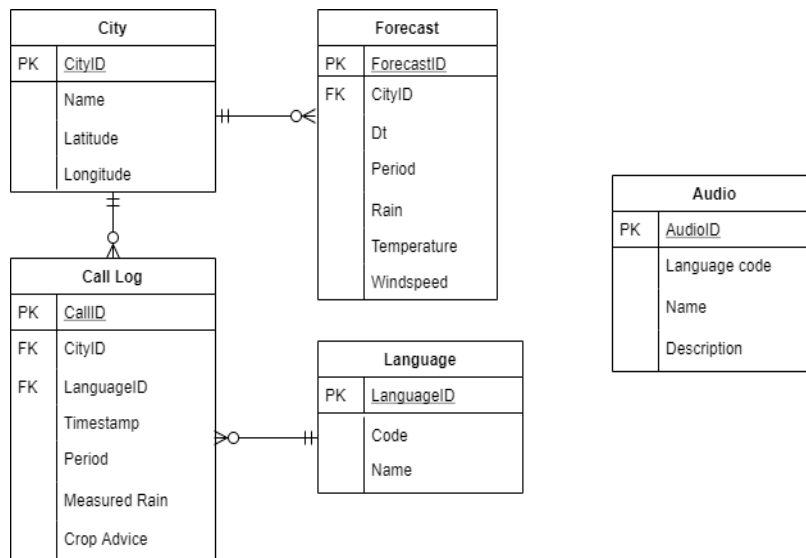 City
PK CityID
Name
Latitude
Longitude
Forecast
PK ForecastID
FK CityID
Dt
Period
Rain
Temperature
Windspeed
Call Log
PK CallID
FK CityID
FK LanguageID
Timestamp
Period
Measured Rain
Crop Advice
Language
PK LanguageID
Code
Name
Audio
PK AudioID
Language code
Name
Description